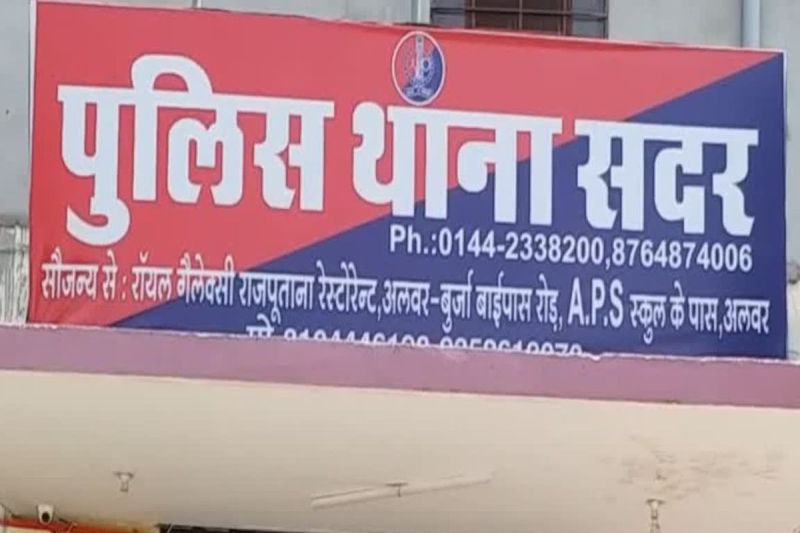 पुलिस थाना सदर
Ph.:0144-2338200,8764874006
सौजन्य से : रॉयल गैलेक्सी राजपूताना रेस्टोरेन्ट,अलवर-बुर्जा बाईपास रोड़, A.P.S स्कुल के पास,अलवर
मो.